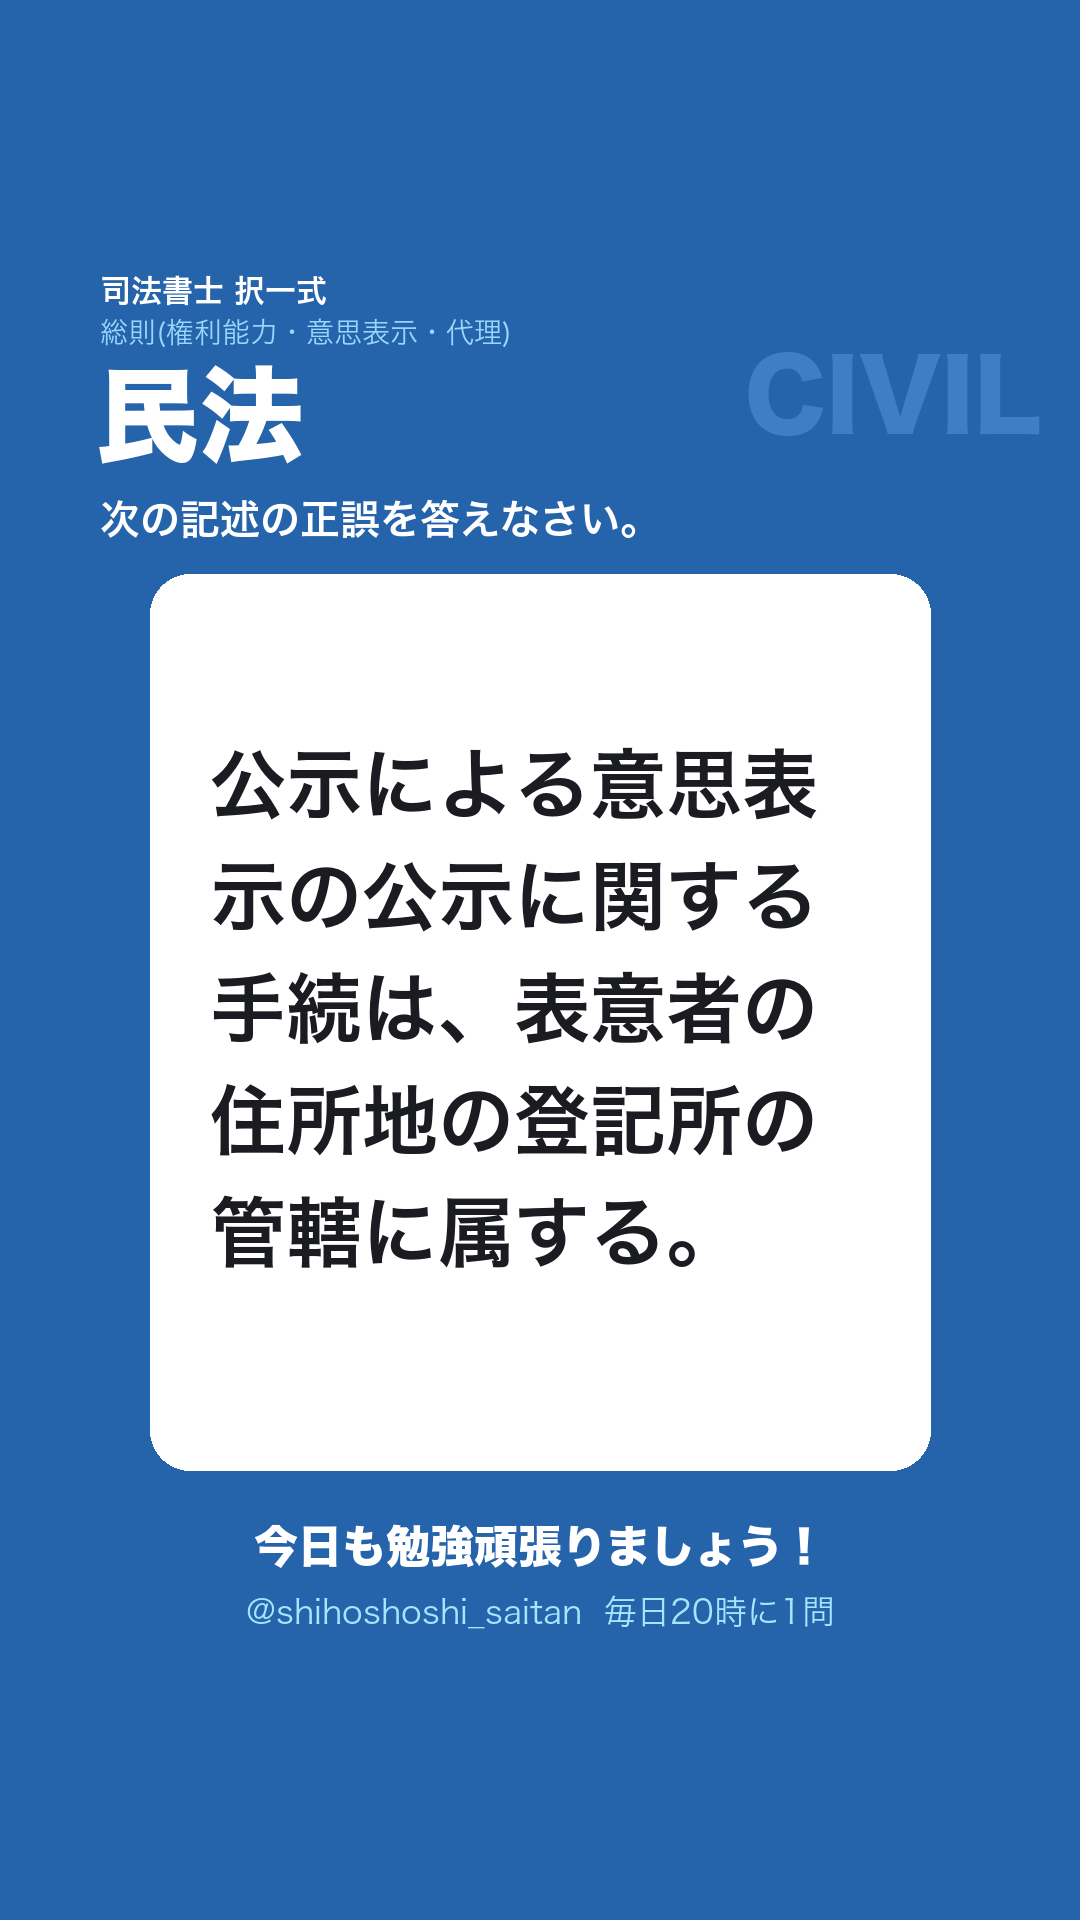 司法書士 択一式
総則(権利能力・意思表示・代理)
民法
CIVIL
次の記述の正誤を答えなさい。
公示による意思表
示の公示に関する
手続は、表意者の
住所地の登記所の
管轄に属する。
今日も勉強頑張りましょう！
@shihoshoshi_saitan 毎日20時に1問